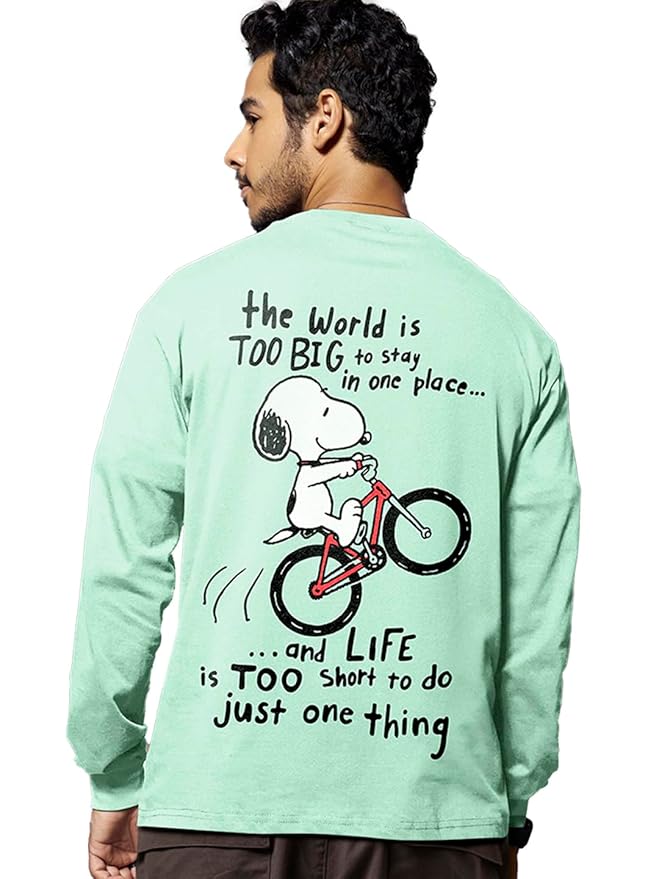 the World is
TOO BIG to stay
in one place...
...and LIFE
is TOO Short to do
just one thing